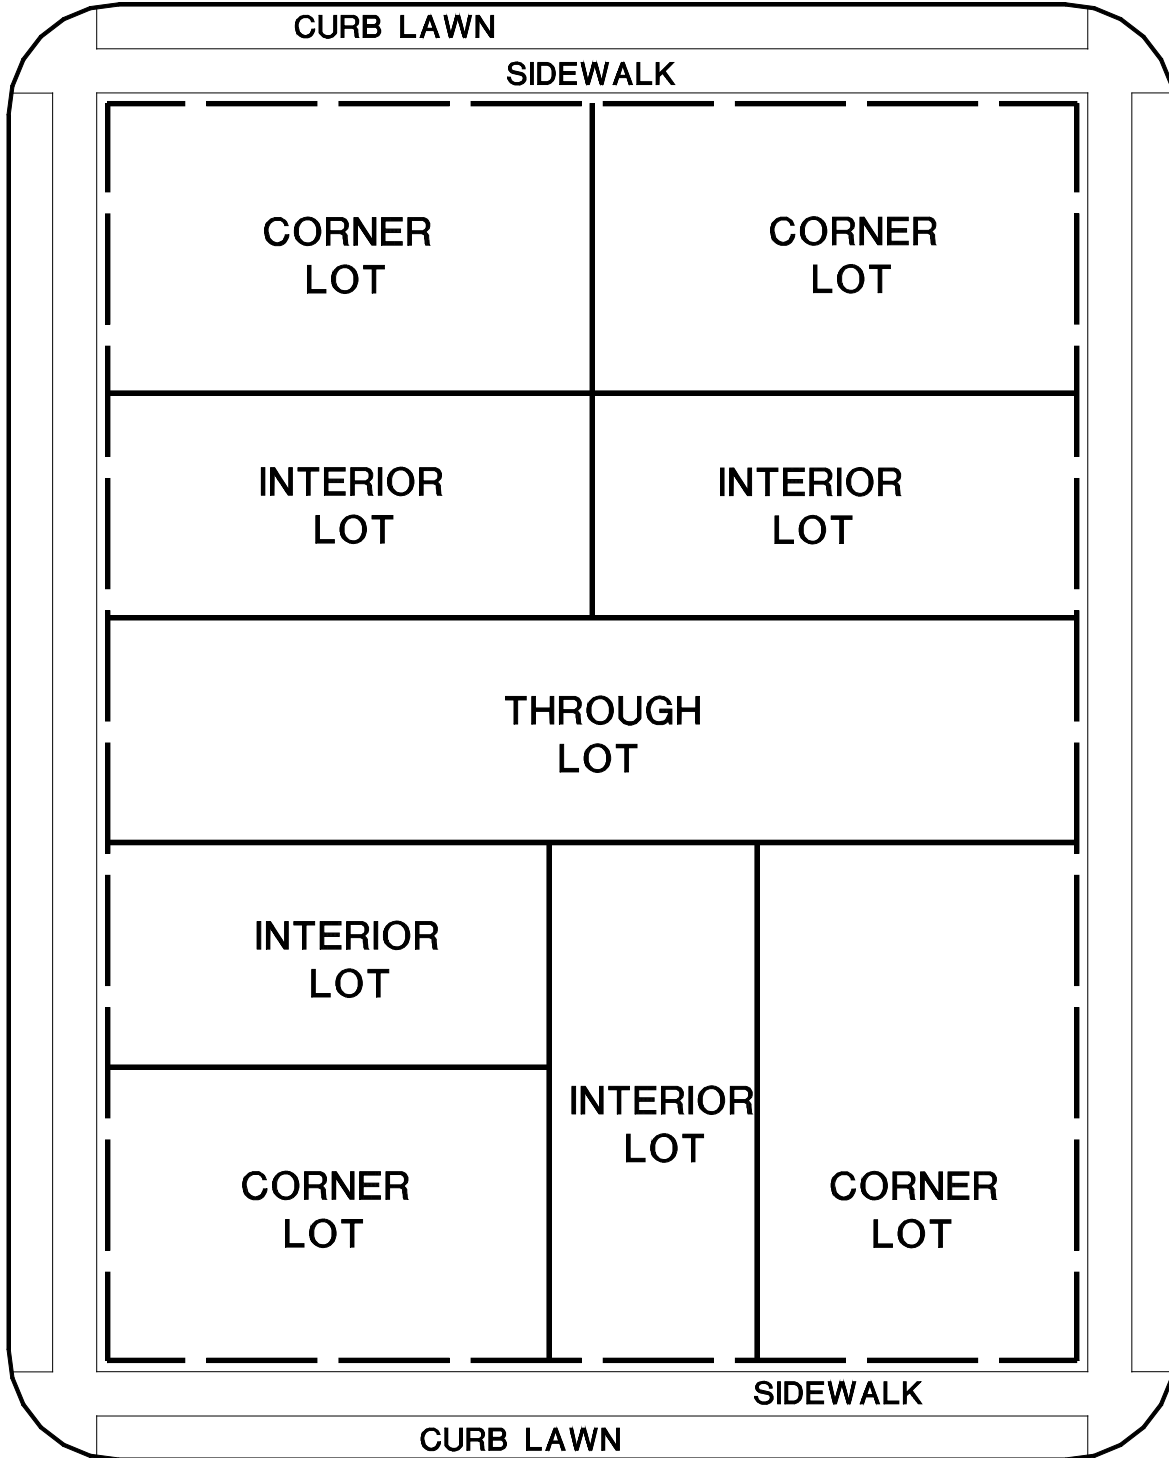 CURB LAWN
SIDEWALK
CORNER
LOT
CORNER
LOT
INTERIOR
LOT
INTERIOR
LOT
THROUGH
LOT
INTERIOR
LOT
INTERIOR
LOT
CORNER
LOT
CORNER
LOT
SIDEWALK
CURB LAWN